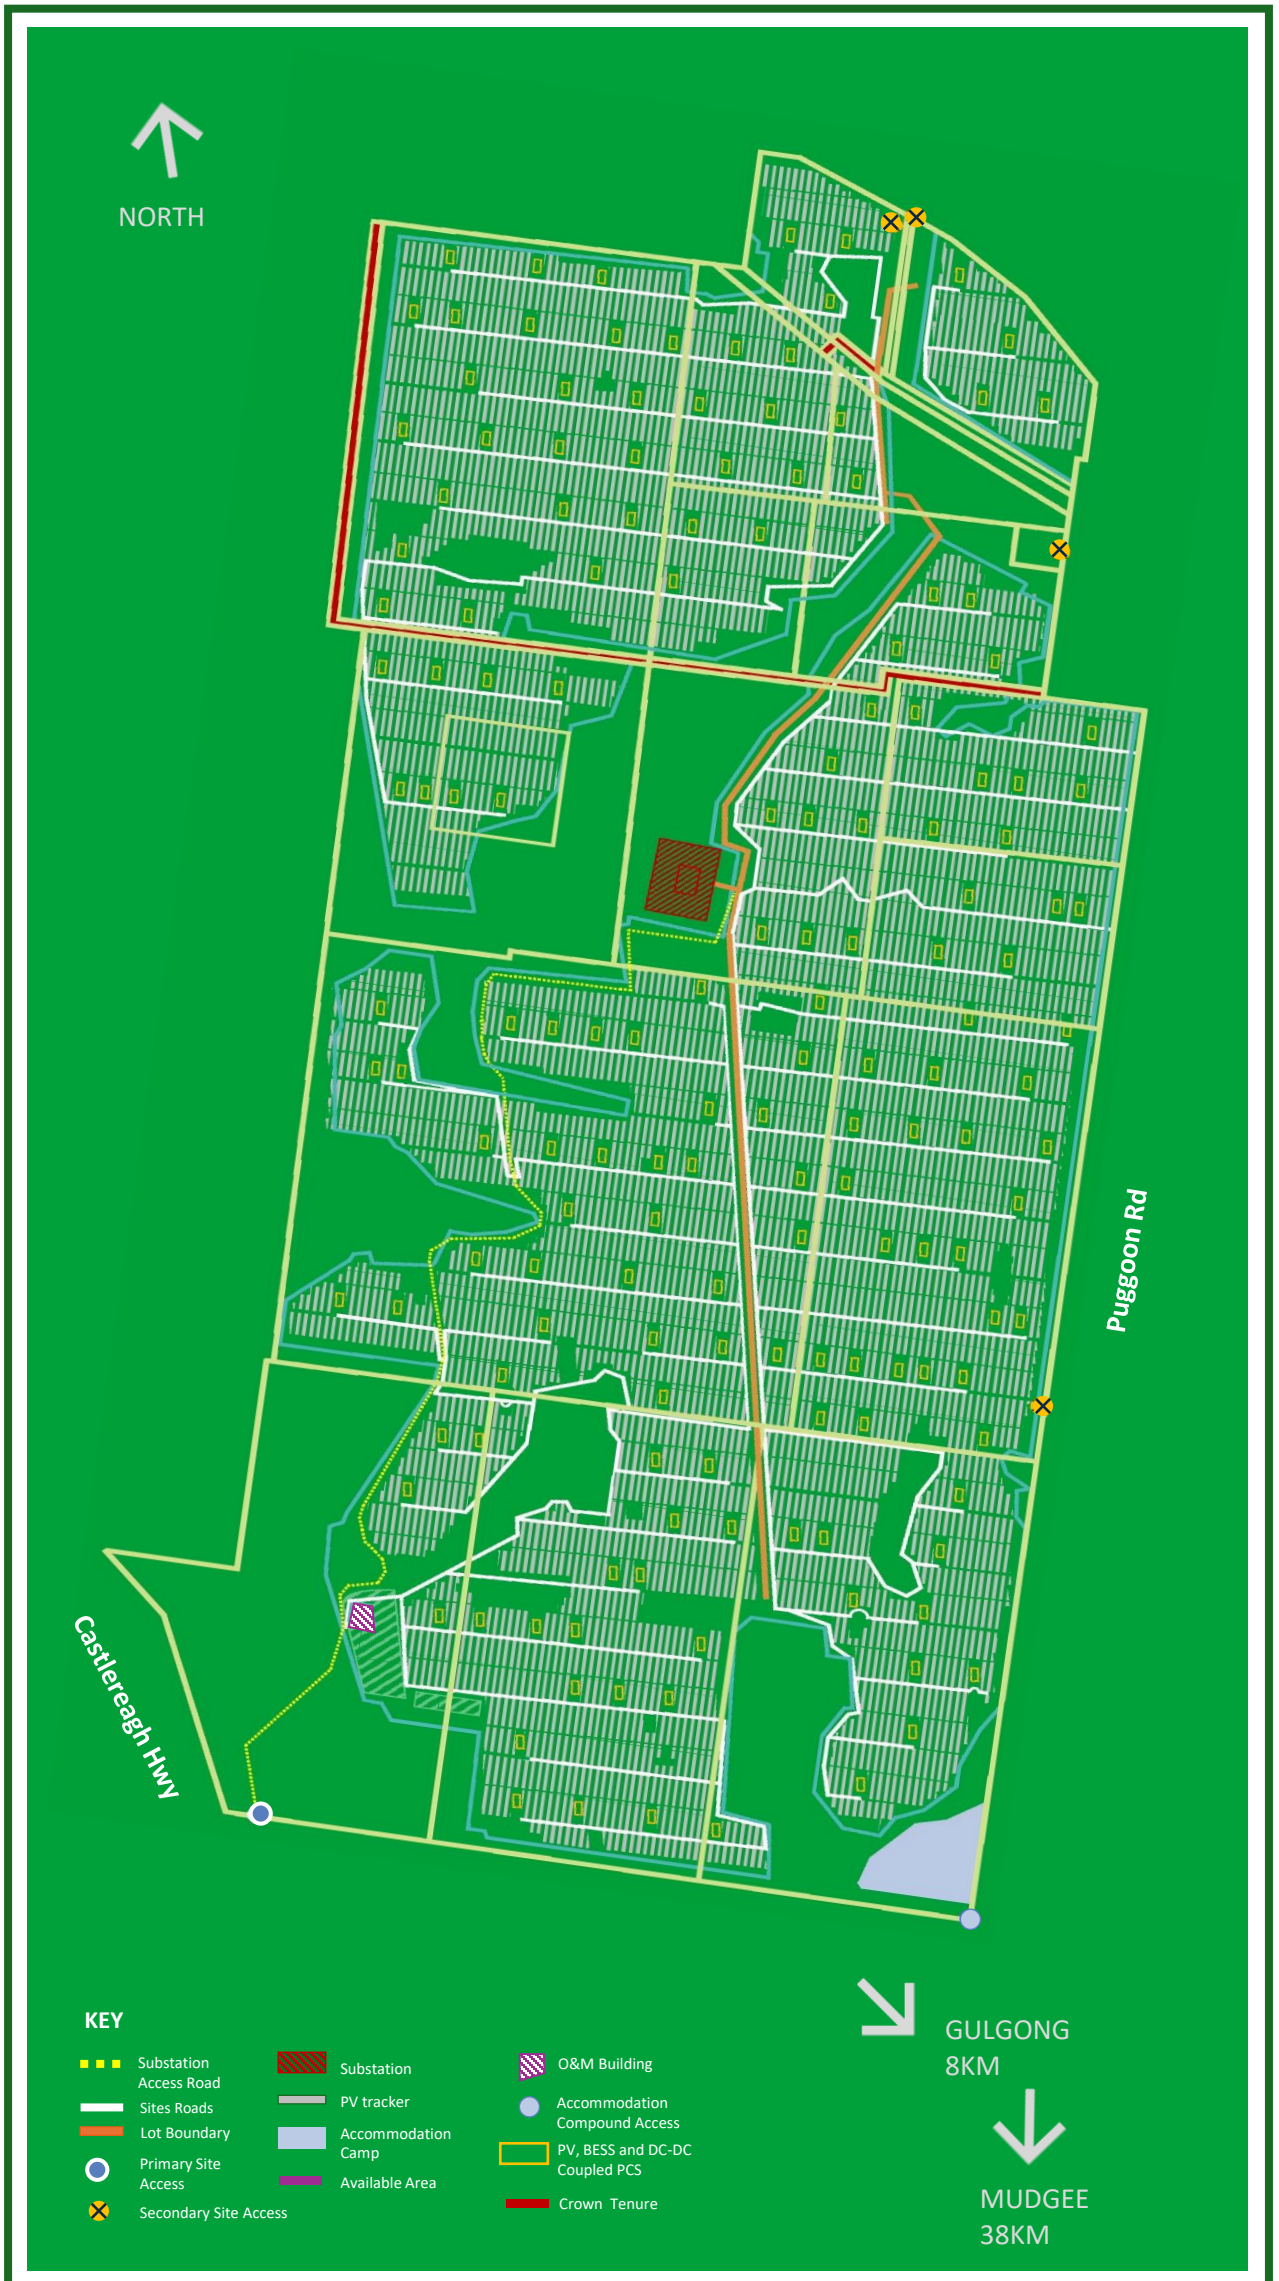 NORTH
Puggoon Rd
Castlereagh Hwy
GULGONG
8KM
MUDGEE
38KM
KEY
Substation
Access Road
Sites Roads
Lot Boundary
Primary Site
Access
Secondary Site Access
Substation
PV tracker
Accommodation
Camp
Available Area
O&M Building
Accommodation
Compound Access
PV, BESS and DC-DC
Coupled PCS
Crown Tenure